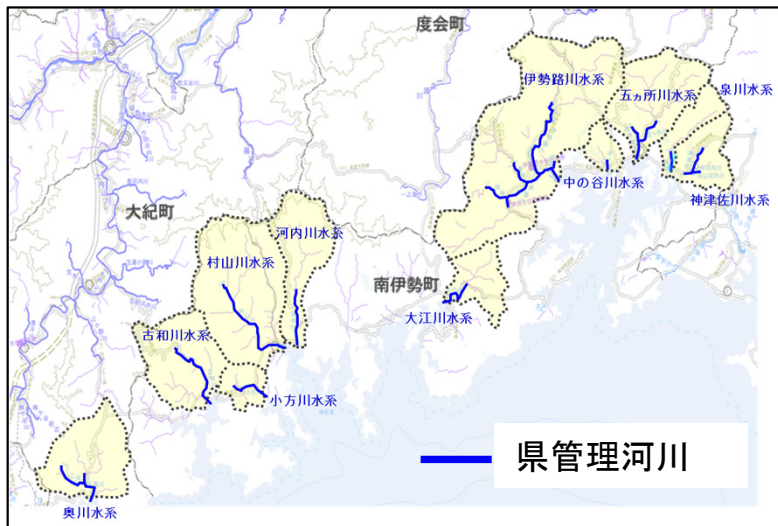 度会町
伊勢路川水系
五ヵ所川水系
泉川水系
中の谷川水系
神津佐川水系
大紀町
河内川水系
村山川水系
南伊勢町
大江川水系
古和川水系
小方川水系
奥川水系
県管理河川